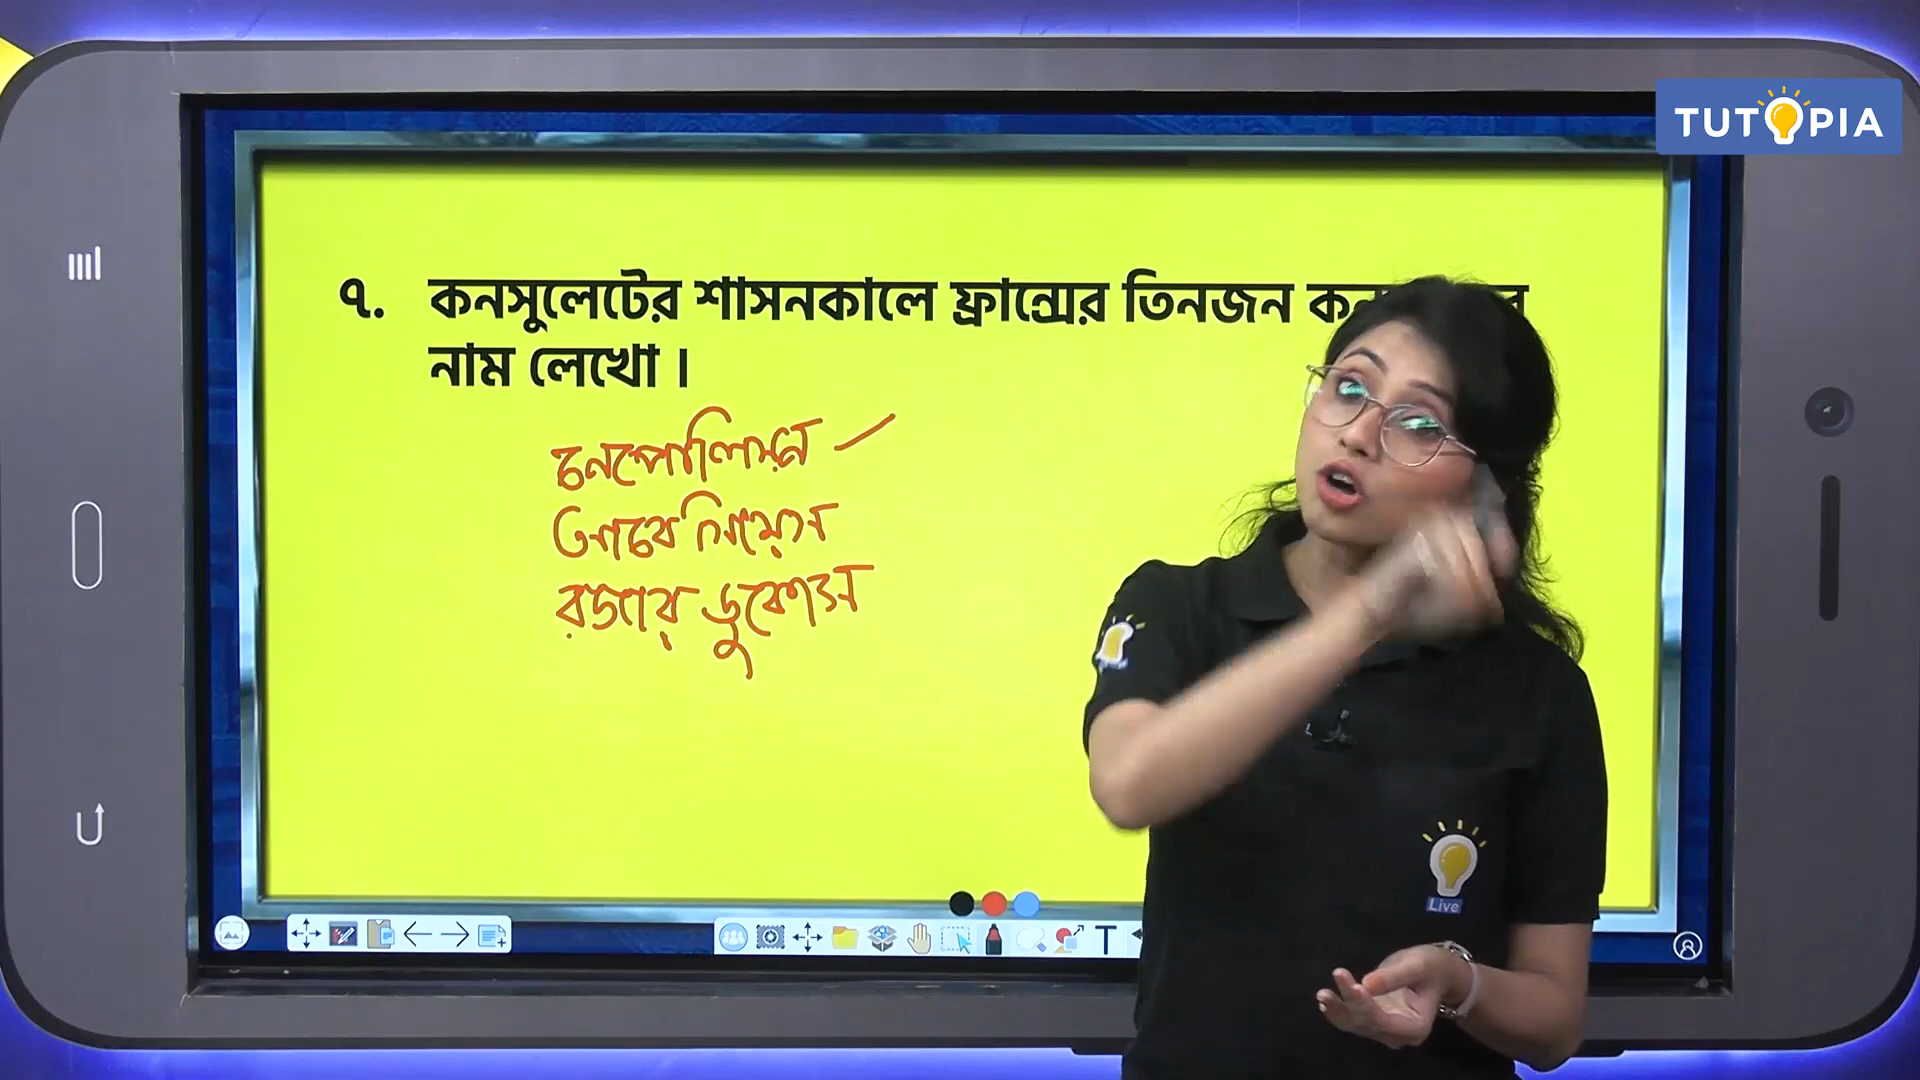 TUTOPIA
৭. কনসুলেটের শাসনকালে ফ্রান্সের তিনজন
নাম লেখো।
নেপোলিয়ন
রজার ডুকোস
Live